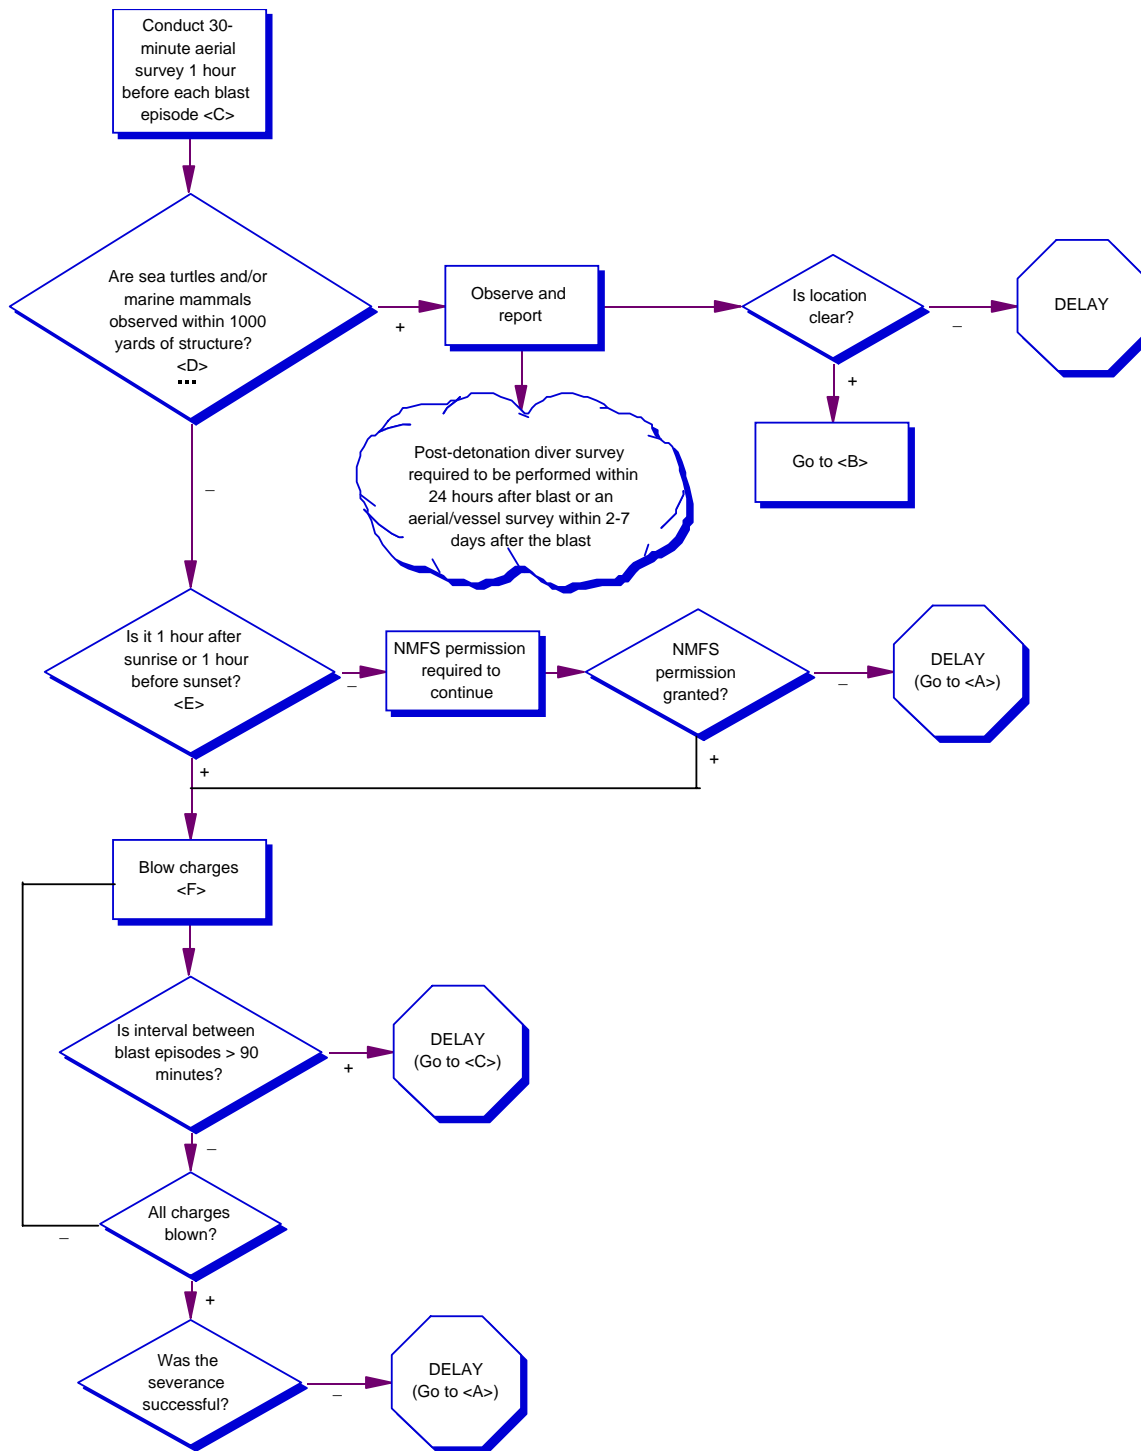 Conduct 30-
minute aerial
survey 1 hour
before each blast
episode <C>
Are sea turtles and/or
marine mammals
observed within 1000
yards of structure?
<D>
...
+
Observe and
report
Is location
clear?
–
DELAY
+
Go to <B>
Post-detonation diver survey
required to be performed within
24 hours after blast or an
aerial/vessel survey within 2-7
days after the blast
–
Is it 1 hour after
sunrise or 1 hour
before sunset?
<E>
–
NMFS permission
required to
continue
NMFS
permission
granted?
–
DELAY
(Go to <A>)
+
+
Blow charges
<F>
Is interval between
blast episodes > 90
minutes?
+
DELAY
(Go to <C>)
–
All charges
blown?
–
+
Was the
severance
successful?
–
DELAY
(Go to <A>)